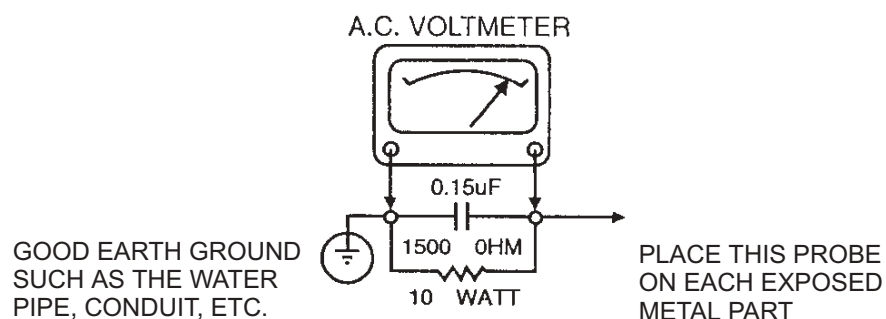 A.C. VOLTMETER
0.15uF
1500 0HM
10 WATT
GOOD EARTH GROUND
SUCH AS THE WATER
PIPE, CONDUIT, ETC.
PLACE THIS PROBE
ON EACH EXPOSED
METAL PART